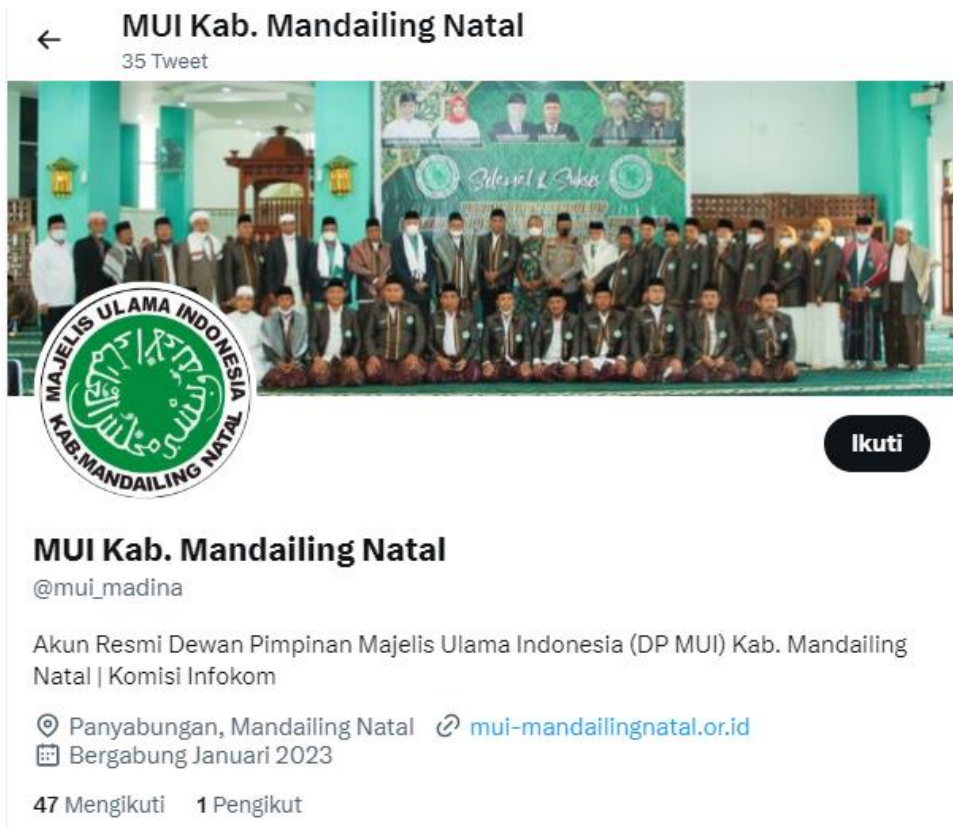 MUI Kab. Mandailing Natal
35 Tweet
Selamat & Sukses
MAJELIS ULAMA INDONESIA
KAB.MANDAILING NATAL
Ikuti
MUI Kab. Mandailing Natal
@mui_madina
Akun Resmi Dewan Pimpinan Majelis Ulama Indonesia (DP MUI) Kab. Mandailing
Natal | Komisi Infokom
Panyabungan, Mandailing Natal mui-mandailingnatal.or.id
Bergabung Januari 2023
47 Mengikuti 1 Pengikut